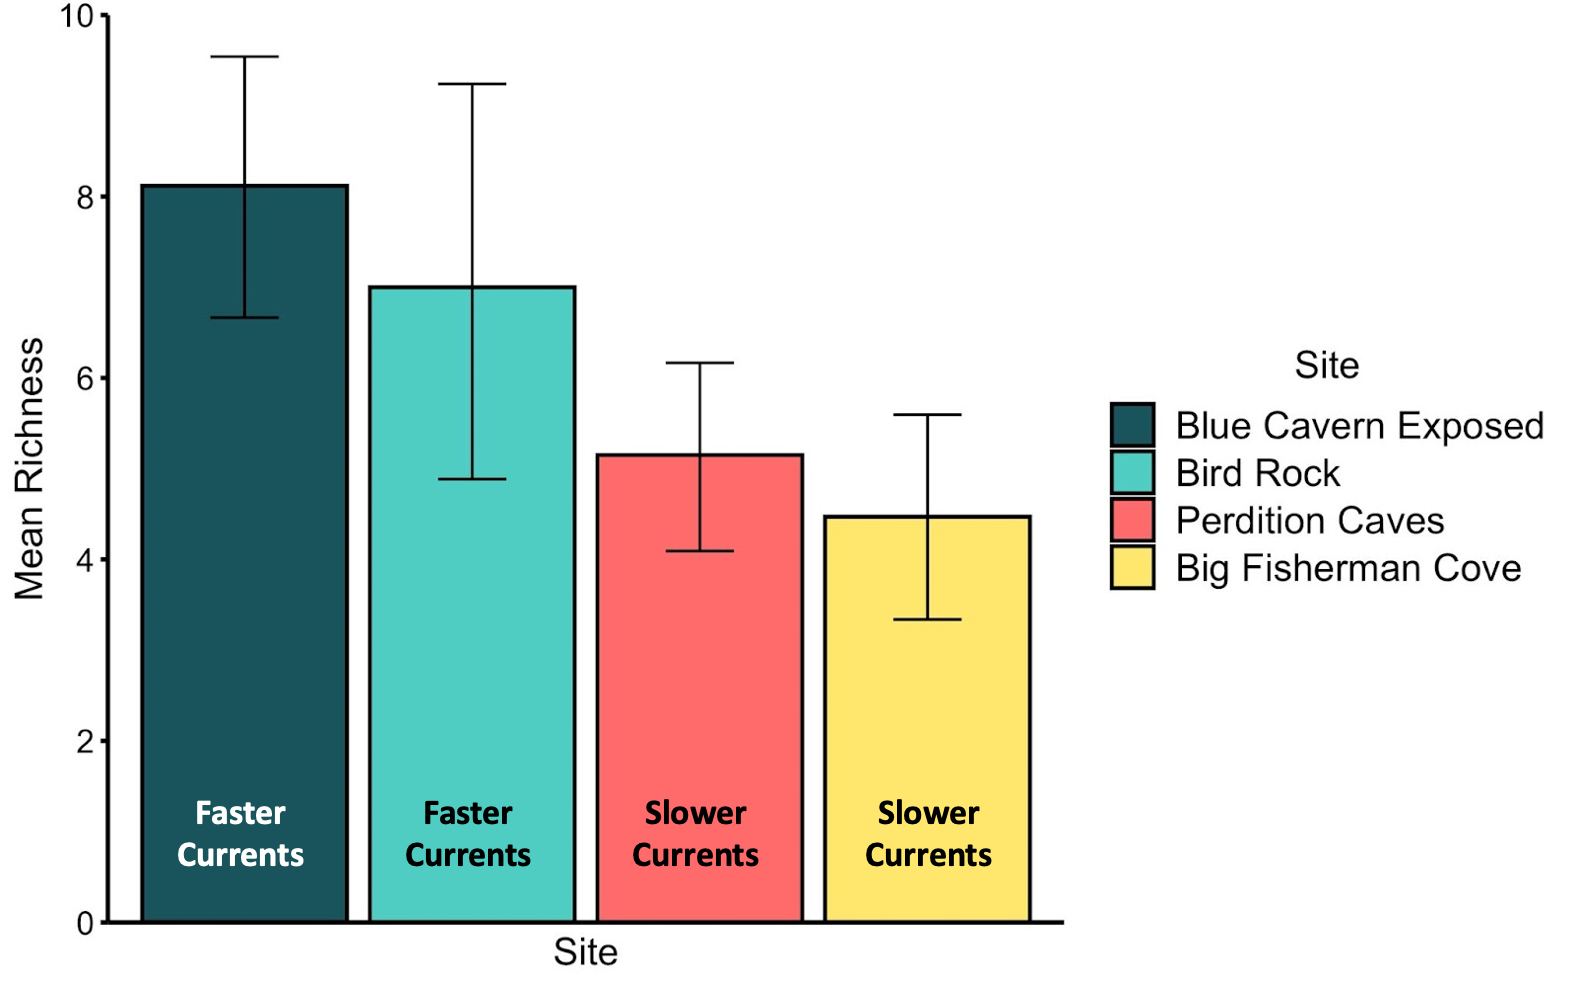 10
8
6
4
2
0
Mean Richness
Faster
Currents
Faster
Currents
Slower
Currents
Slower
Currents
Site
Site
Blue Cavern Exposed
Bird Rock
Perdition Caves
Big Fisherman Cove